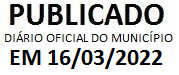 PUBLICADO
DIÁRIO OFICIAL DO MUNICÍPIO
EM 16/03/2022